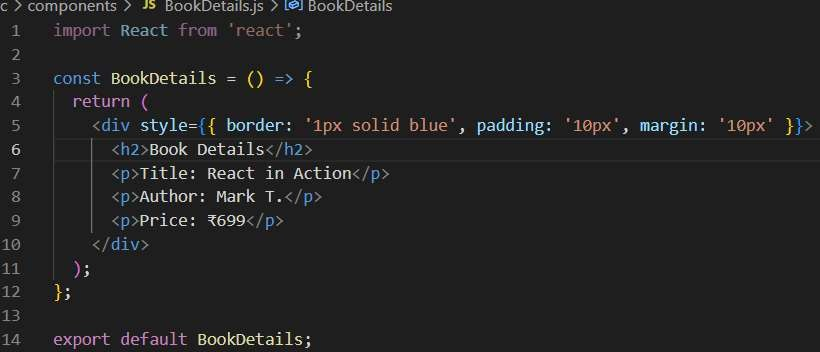 c > components > JS BookDetails.js > BookDetails
1 import React from 'react';
2
3 const BookDetails = () => {
4   return (
5     <div style={{ border: '1px solid blue', padding: '10px', margin: '10px' }}>
6       <h2>Book Details</h2>
7       <p>Title: React in Action</p>
8       <p>Author: Mark T.</p>
9       <p>Price: ₹699</p>
10     </div>
11   );
12 };
13
14 export default BookDetails;